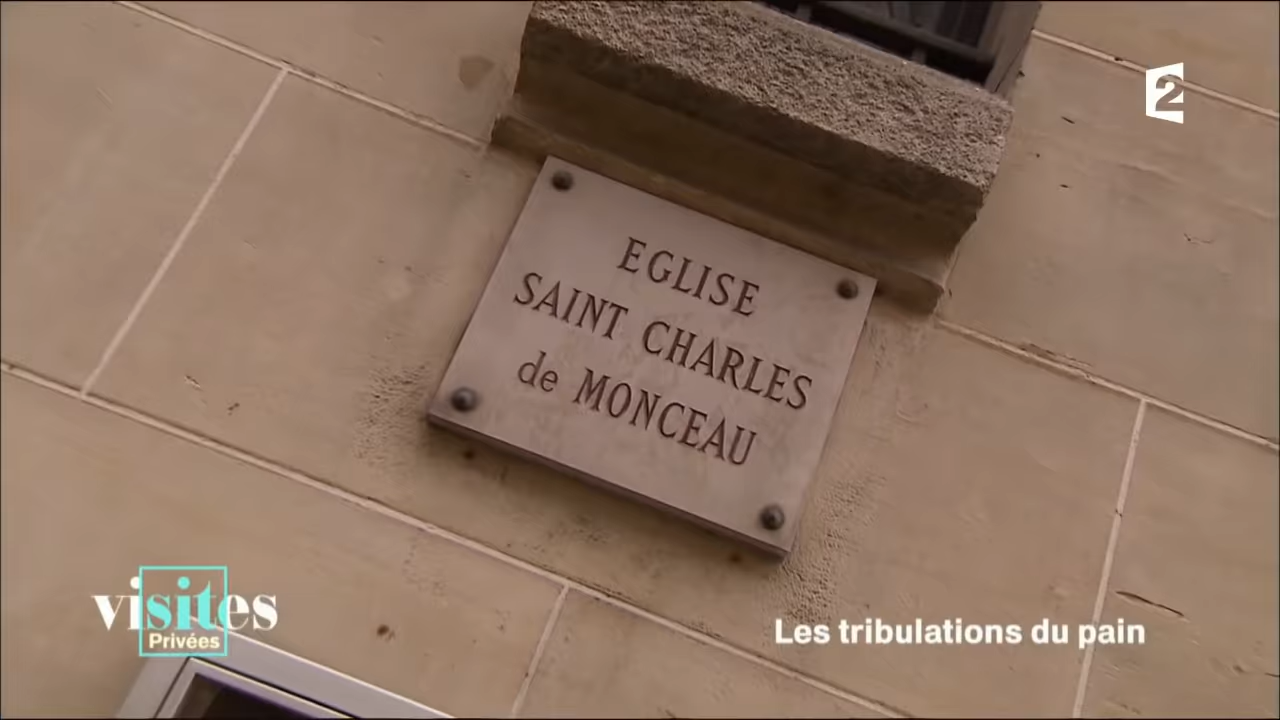 2
EGLISE
SAINT CHARLES
de MONCEAU
visites
Privées
Les tribulations du pain